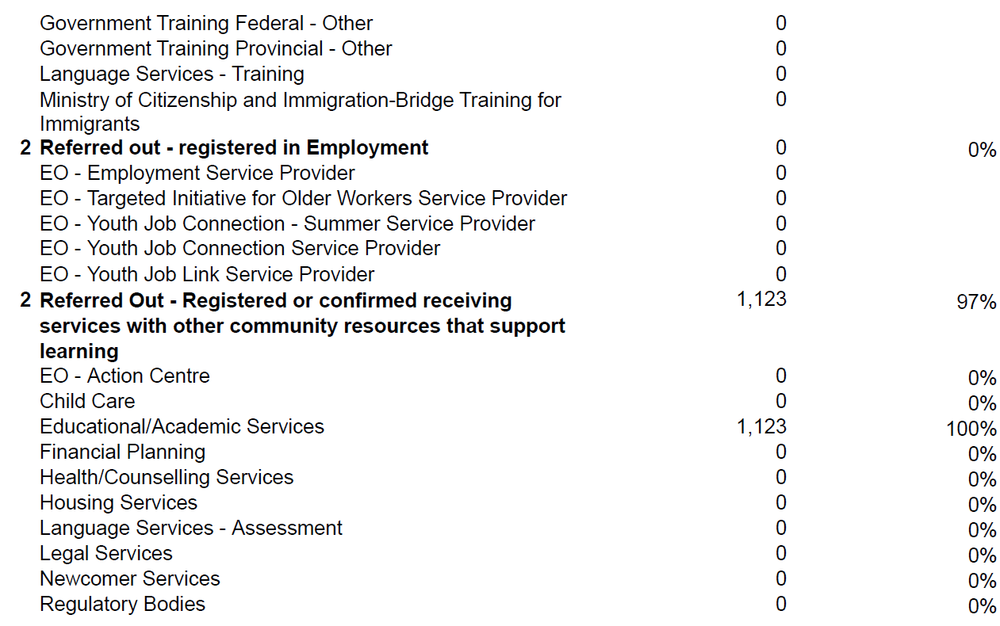 Government Training Federal - Other 0
Government Training Provincial - Other 0
Language Services - Training 0
Ministry of Citizenship and Immigration-Bridge Training for 0
Immigrants
2 Referred out - registered in Employment 0 0%
EO - Employment Service Provider 0
EO - Targeted Initiative for Older Workers Service Provider 0
EO - Youth Job Connection - Summer Service Provider 0
EO - Youth Job Connection Service Provider 0
EO - Youth Job Link Service Provider 0
2 Referred Out - Registered or confirmed receiving 1,123 97%
services with other community resources that support
learning
EO - Action Centre 0 0%
Child Care 0 0%
Educational/Academic Services 1,123 100%
Financial Planning 0 0%
Health/Counselling Services 0 0%
Housing Services 0 0%
Language Services - Assessment 0 0%
Legal Services 0 0%
Newcomer Services 0 0%
Regulatory Bodies 0 0%